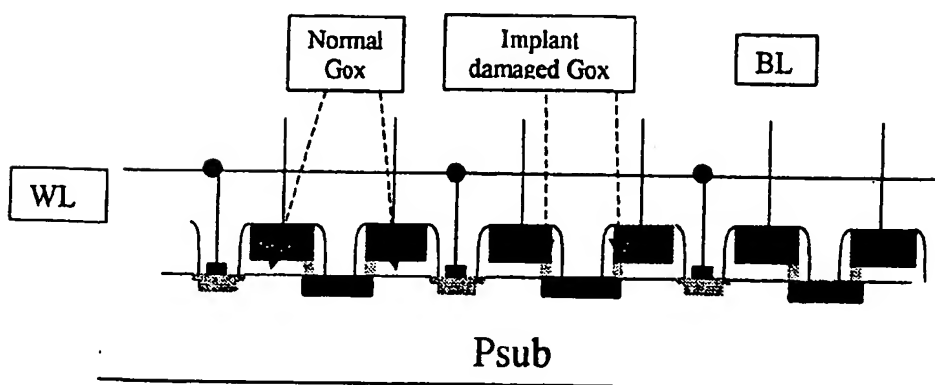 Normal
Gox
Implant
damaged Gox
BL
WL
Psub